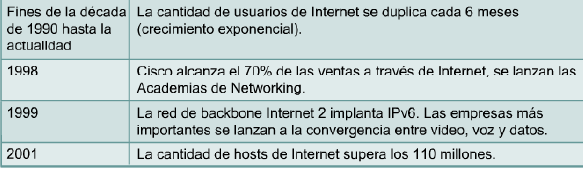 Fines de la década La cantidad de usuarios de Internet se duplica cada 6 meses
de 1990 hasta la (crecimiento exponencial).
actualidad
1998 Cisco alcanza el 70% de las ventas a través de Internet, se lanzan las
Academias de Networking.
1999 La red de backbone Internet 2 implanta IPv6. Las empresas más
importantes se lanzan a la convergencia entre video, voz y datos.
2001 La cantidad de hosts de Internet supera los 110 millones.